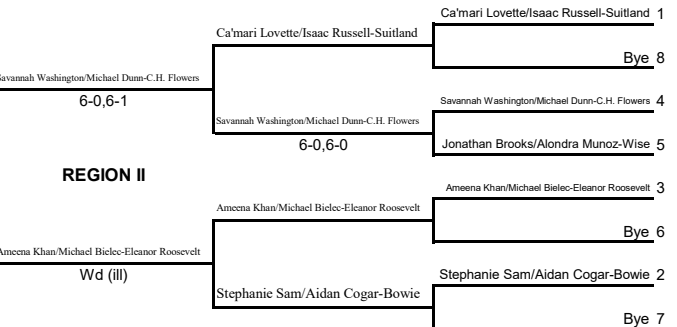 Ca'mari Lovette/Isaac Russell-Suitland 1
Ca'mari Lovette/Isaac Russell-Suitland
Bye 8
Savannah Washington/Michael Dunn-C.H. Flowers
6-0,6-1
Savannah Washington/Michael Dunn-C.H. Flowers 4
Savannah Washington/Michael Dunn-C.H. Flowers
6-0,6-0
Jonathan Brooks/Alondra Munoz-Wise 5
REGION II
Ameena Khan/Michael Bielec-Eleanor Roosevelt 3
Ameena Khan/Michael Bielec-Eleanor Roosevelt
Bye 6
Ameena Khan/Michael Bielec-Eleanor Roosevelt
Wd (ill)
Stephanie Sam/Aidan Cogar-Bowie 2
Stephanie Sam/Aidan Cogar-Bowie
Bye 7